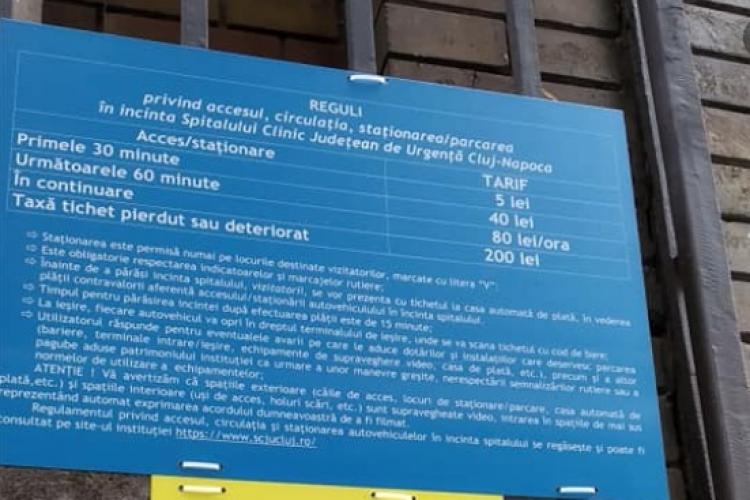 REGULI
privind accesul, circulația, staționarea/parcarea
în incinta Spitalului Clinic Județean de Urgență Cluj-Napoca
Acces/staționare TARIF
Primele 30 minute 5 lei
Următoarele 60 minute 40 lei
În continuare 80 lei/ora
Taxă tichet pierdut sau deteriorat 200 lei
⇨ Staționarea este permisă numai pe locurile destinate vizitatorilor, marcate cu litera "V";
⇨ Este obligatorie respectarea indicatoarelor și marcajelor rutiere;
⇨ Înainte de a părăsi incinta spitalului, vizitatorii, se vor prezenta cu tichetul la casa automată de plată, în vederea
plății contravalorii aferentă accesului/staționării autovehiculului în incinta spitalului.
⇨ Timpul pentru părăsirea incintei după efectuarea plății este de 15 minute;
⇨ La ieșire, fiecare autovehicul va opri în dreptul terminalului de ieșire, unde se va scana tichetul cu cod de bare;
⇨ Utilizatorul răspunde pentru eventualele avarii pe care le aduce dotărilor și instalațiilor care deservesc parcarea
(bariere, terminale intrare/ieșire, echipamente de supraveghere video, casa de plată, etc.), precum și a altor
pagube aduse patrimoniului instituției ca urmare a unor manevre greșite, nerespectării semnalizărilor rutiere sau a
normelor de utilizare a echipamentelor;
ATENȚIE ! Vă avertizăm că spațiile exterioare (căile de acces, locuri de staționare/parcare, casa automată de
plată,etc.) și spațiile interioare (uși de acces, holuri scări, etc.) sunt supravegheate video, intrarea în spațiile de mai sus
reprezentând automat exprimarea acordului dumneavoastră de a fi filmat.
Regulamentul privind accesul, circulația și staționarea autovehiculelor în incinta spitalului se regăsește și poate fi
consultat pe site-ul instituției https://www.scjucluj.ro/